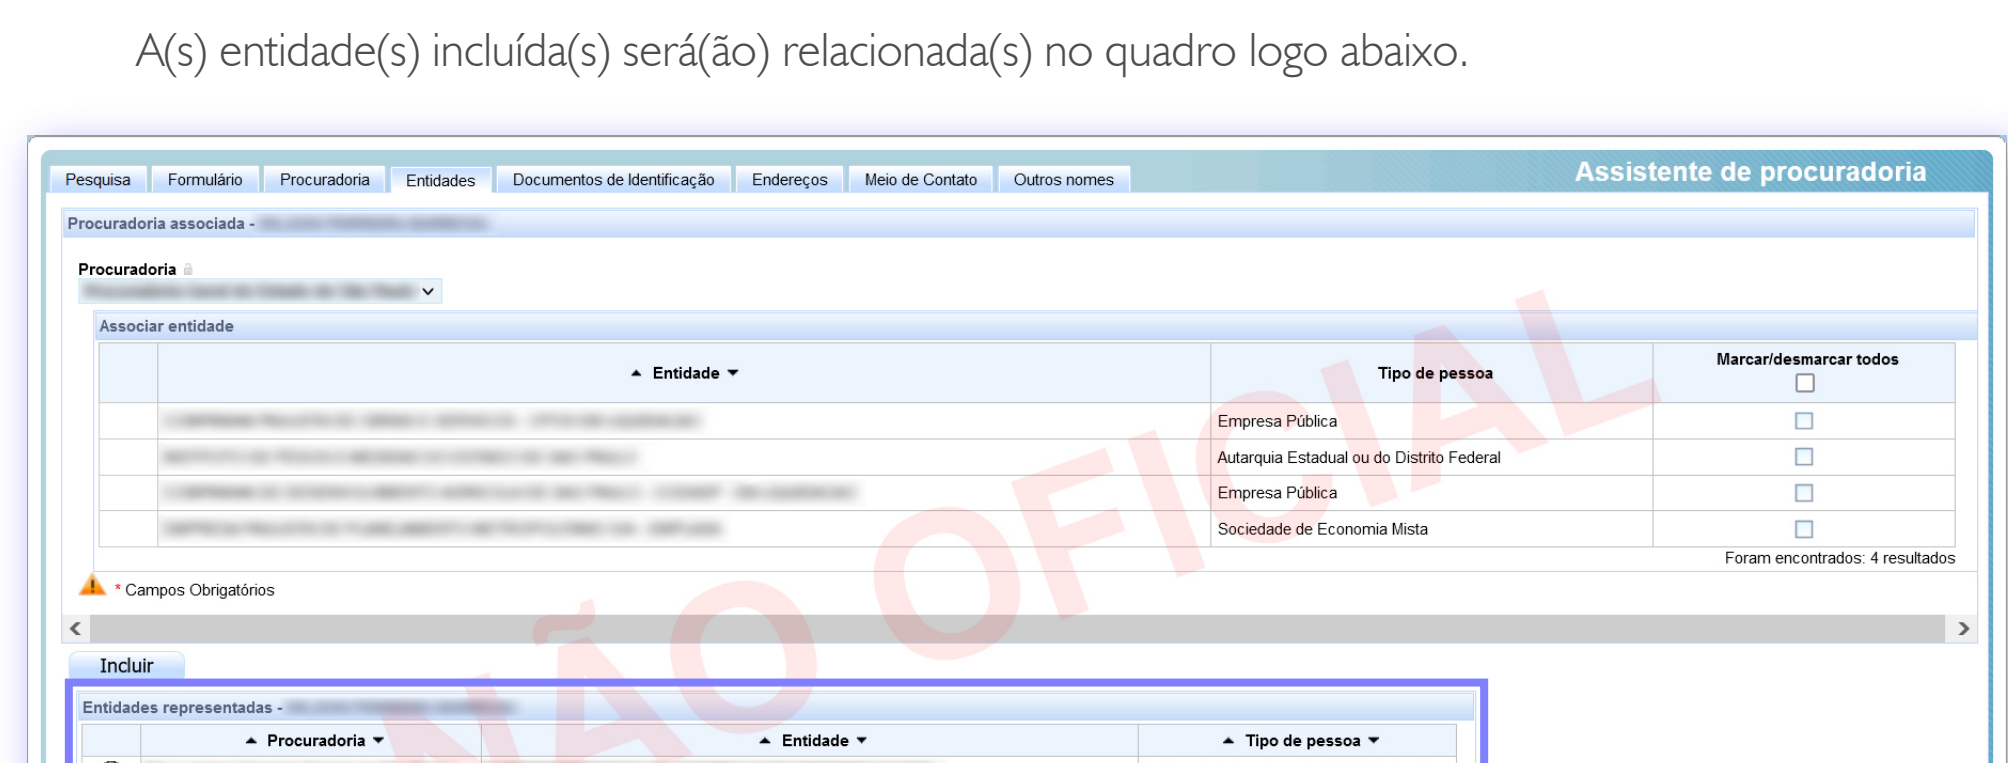 A(s) entidade(s) incluída(s) será(ão) relacionada(s) no quadro logo abaixo.
Assistente de procuradoria
Pesquisa Formulário Procuradoria Entidades Documentos de Identificação Endereços Meio de Contato Outros nomes
Procuradoria associada -
Procuradoria
Associar entidade
Entidade Tipo de pessoa Marcar/desmarcar todos
Empresa Pública
Autarquia Estadual ou do Distrito Federal
Empresa Pública
Sociedade de Economia Mista
Foram encontrados: 4 resultados
* Campos Obrigatórios
Incluir
Entidades representadas -
Procuradoria Entidade Tipo de pessoa
NÃO OFICIAL